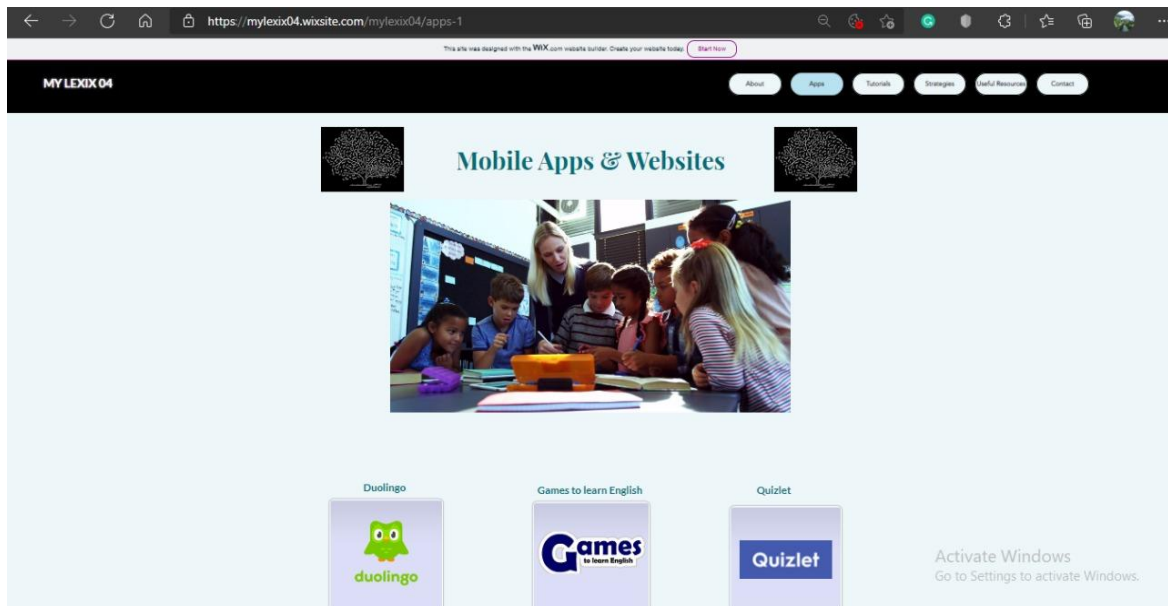 https://mylexix04.wixsite.com/mylexix04/apps-1
This site was designed with the WiX.com website builder. Create your website today. Start Now
MY LEXIX 04
About Apps Tutorials Strategies Useful Resources Contact
Mobile Apps & Websites
Duolingo Games to learn English Quizlet
duolingo
Games
to learn English
Quizlet
Activate Windows
Go to Settings to activate Windows.